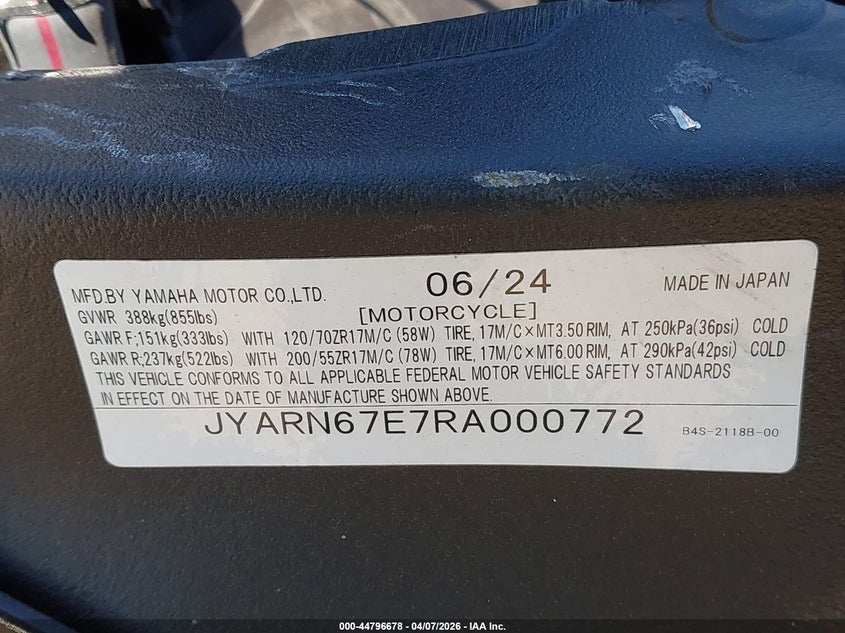 MFD.BY YAMAHA MOTOR CO.,LTD. 06/24 MADE IN JAPAN
GVWR 388kg(855lbs) [MOTORCYCLE]
GAWR F;151kg(333lbs) WITH 120/70ZR17M/C (58W) TIRE, 17M/C×MT3.50 RIM, AT 250kPa(36psi) COLD
GAWR R;237kg(522lbs) WITH 200/55ZR17M/C (78W) TIRE, 17M/C×MT6.00 RIM, AT 290kPa(42psi) COLD
THIS VEHICLE CONFORMS TO ALL APPLICABLE FEDERAL MOTOR VEHICLE SAFETY STANDARDS
IN EFFECT ON THE DATE OF MANUFACTURE SHOWN ABOVE.
JYARN67E7RA000772 B4S-2118B-00
000-44796678 - 04/07/2026 - IAA Inc.